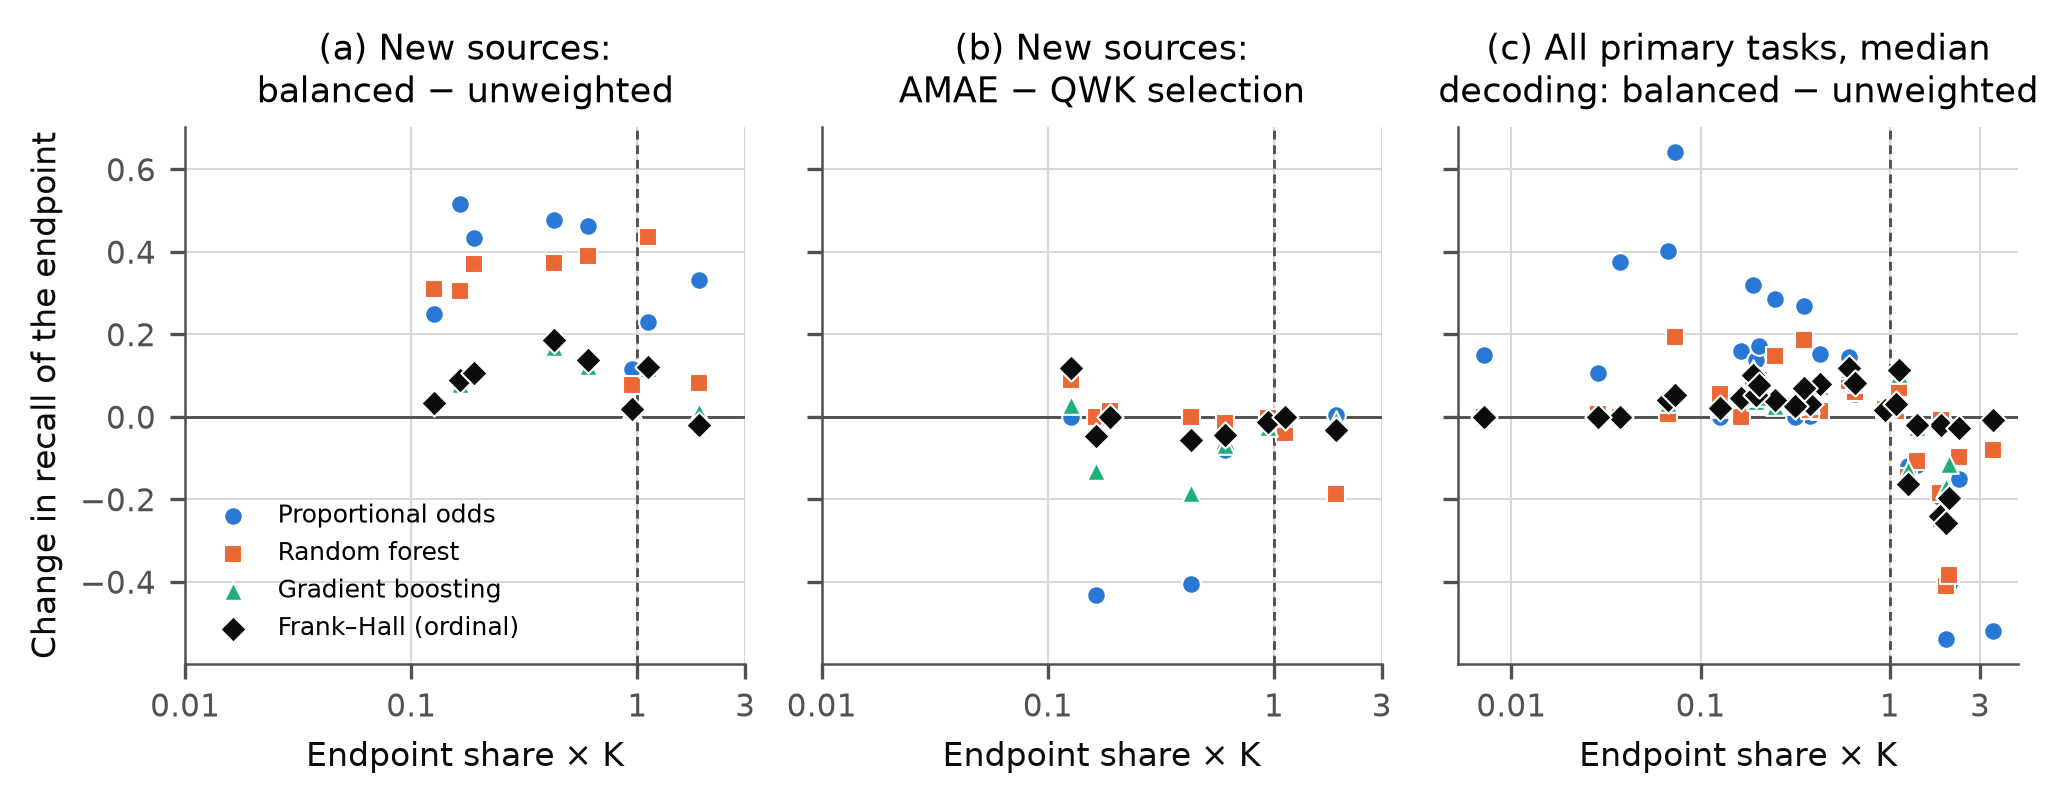 (a) New sources:
balanced − unweighted
(b) New sources:
AMAE − QWK selection
(c) All primary tasks, median
decoding: balanced − unweighted
Change in recall of the endpoint
0.6
0.4
0.2
0.0
−0.2
−0.4
Proportional odds
Random forest
Gradient boosting
Frank–Hall (ordinal)
0.01
0.1
1
3
0.01
0.1
1
3
0.01
0.1
1
3
Endpoint share × K
Endpoint share × K
Endpoint share × K